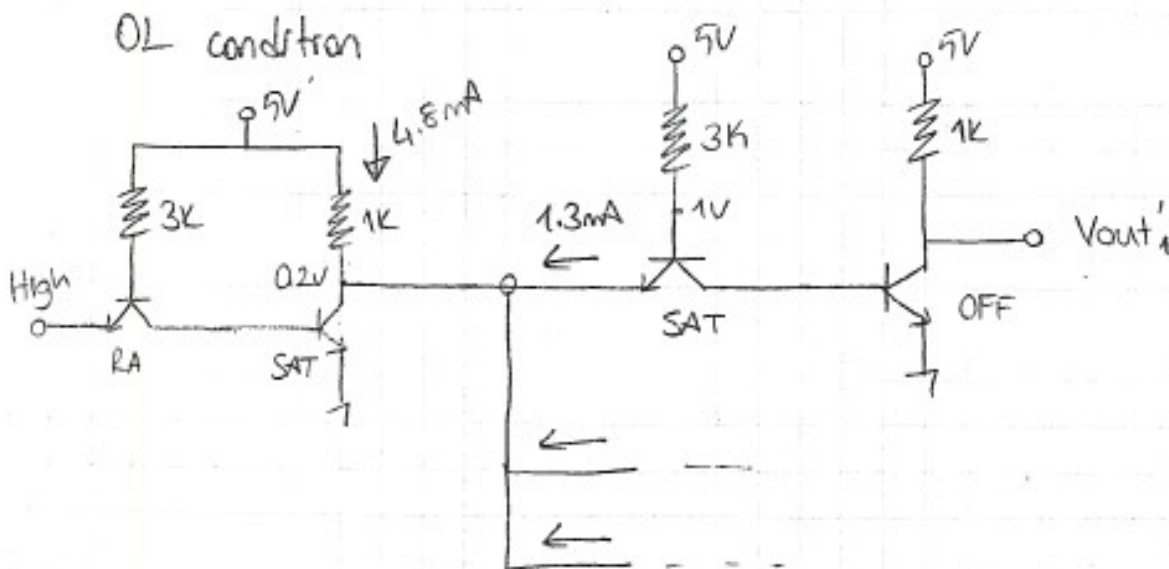 OL condition
5V
4.8mA
3K
1K
0.2V
High
RA
SAT
5V
3K
1V
1.3mA
SAT
5V
1K
Vout'
OFF